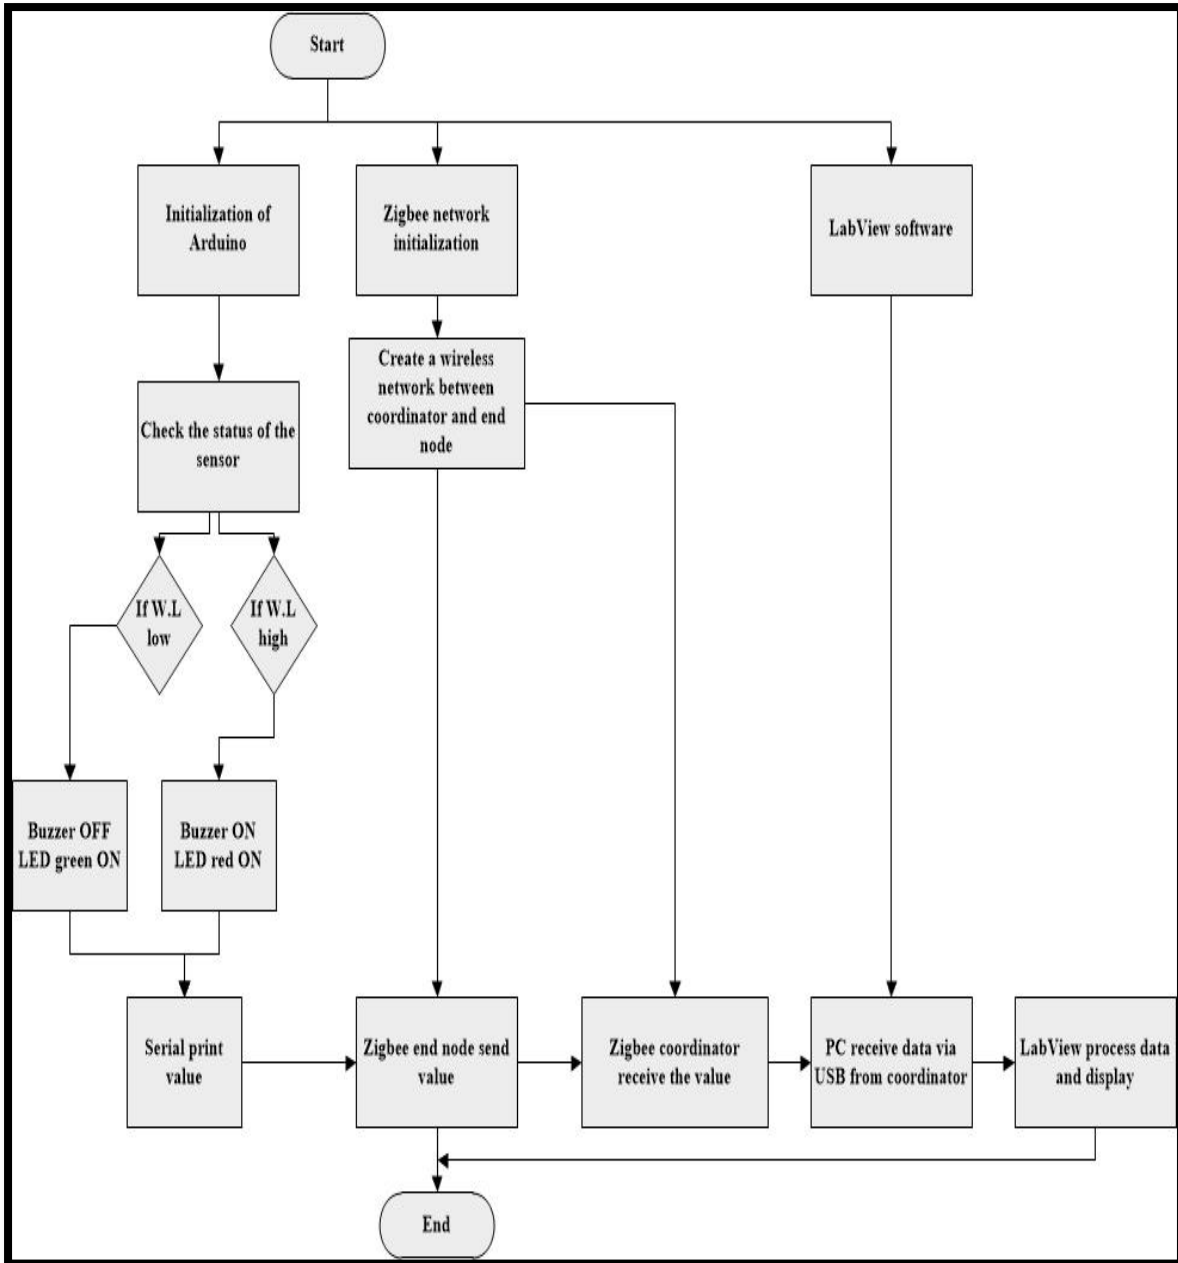 Start
Initialization of
Arduino
Zigbee network
initialization
LabView software
Create a wireless
network between
coordinator and end
node
Check the status of the
sensor
If W.L
low
If W.L
high
Buzzer OFF
LED green ON
Buzzer ON
LED red ON
Serial print
value
Zigbee end node send
value
Zigbee coordinator
receive the value
PC receive data via
USB from coordinator
LabView process data
and display
End